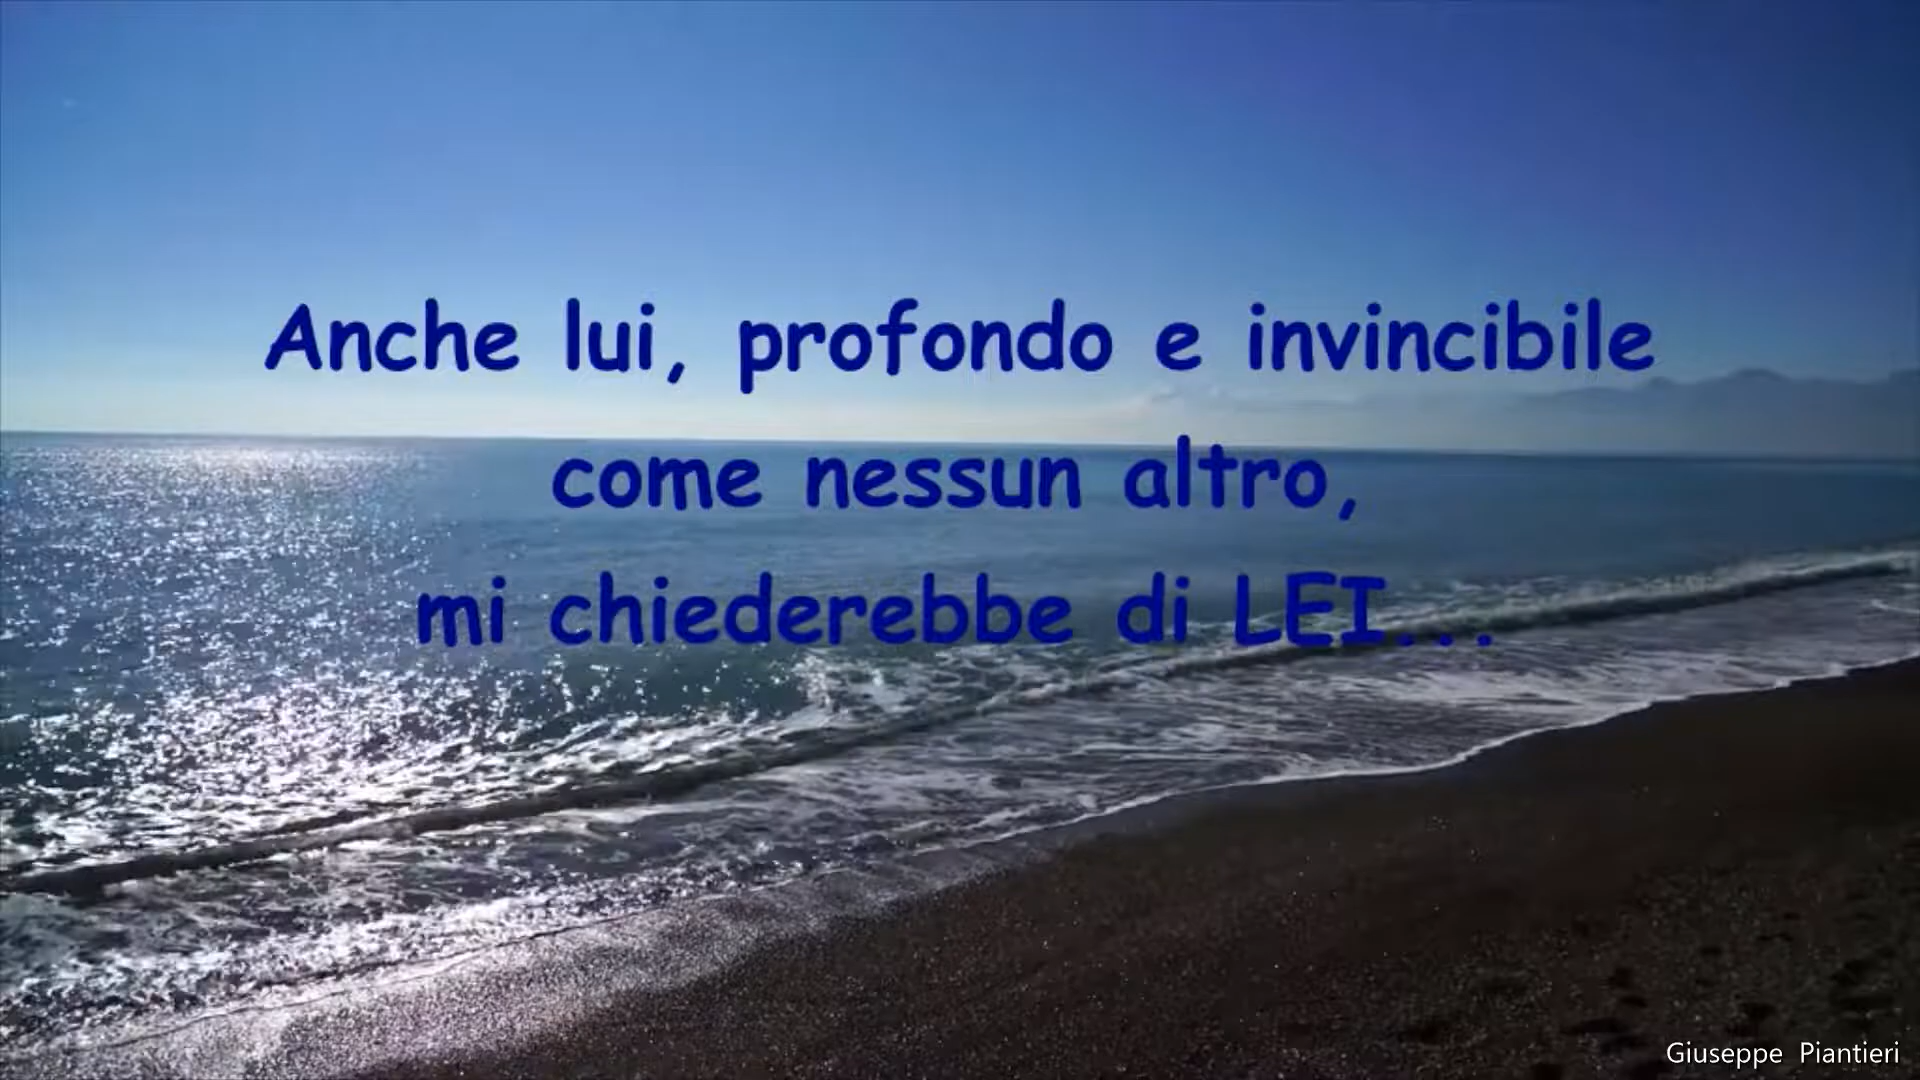 Anche lui, profondo e invincibile
come nessun altro,
mi chiederebbe di LEI...
Giuseppe Piantieri